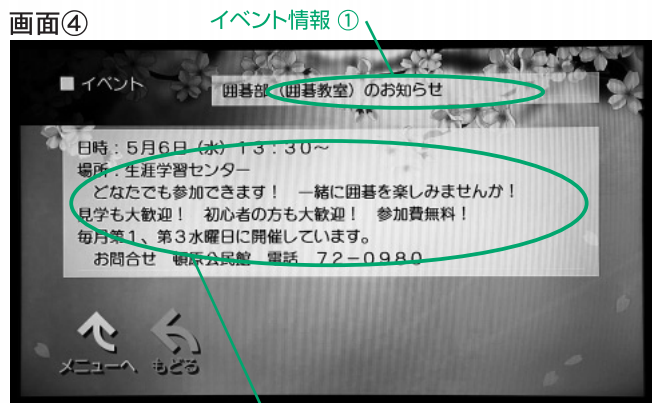 画面④
イベント情報 ①
■ イベント
囲碁部(囲碁教室)のお知らせ
日時:5月6日(水)13:30~
場所:生涯学習センター
どなたでも参加できます! 一緒に囲碁を楽しみませんか!
見学も大歓迎! 初心者の方も大歓迎! 参加費無料!
毎月第1、第3水曜日に開催しています。
お問合せ 頓原公民館 電話 72-0980
メニューへ もどる